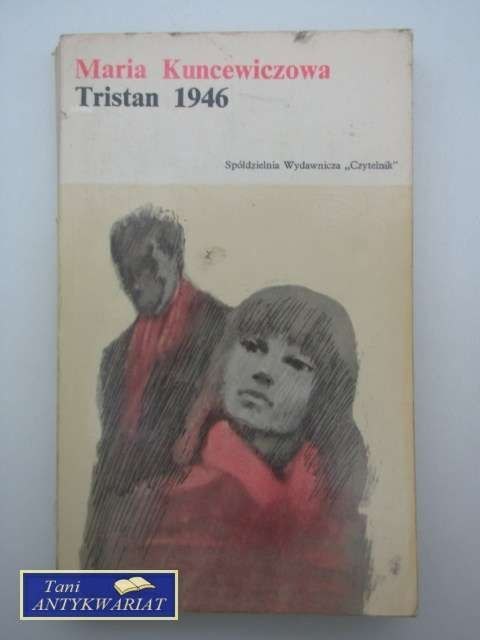 Maria Kuncewiczowa
Tristan 1946
Spółdzielnia Wydawnicza „Czytelnik"
Tani
ANTYKWARIAT